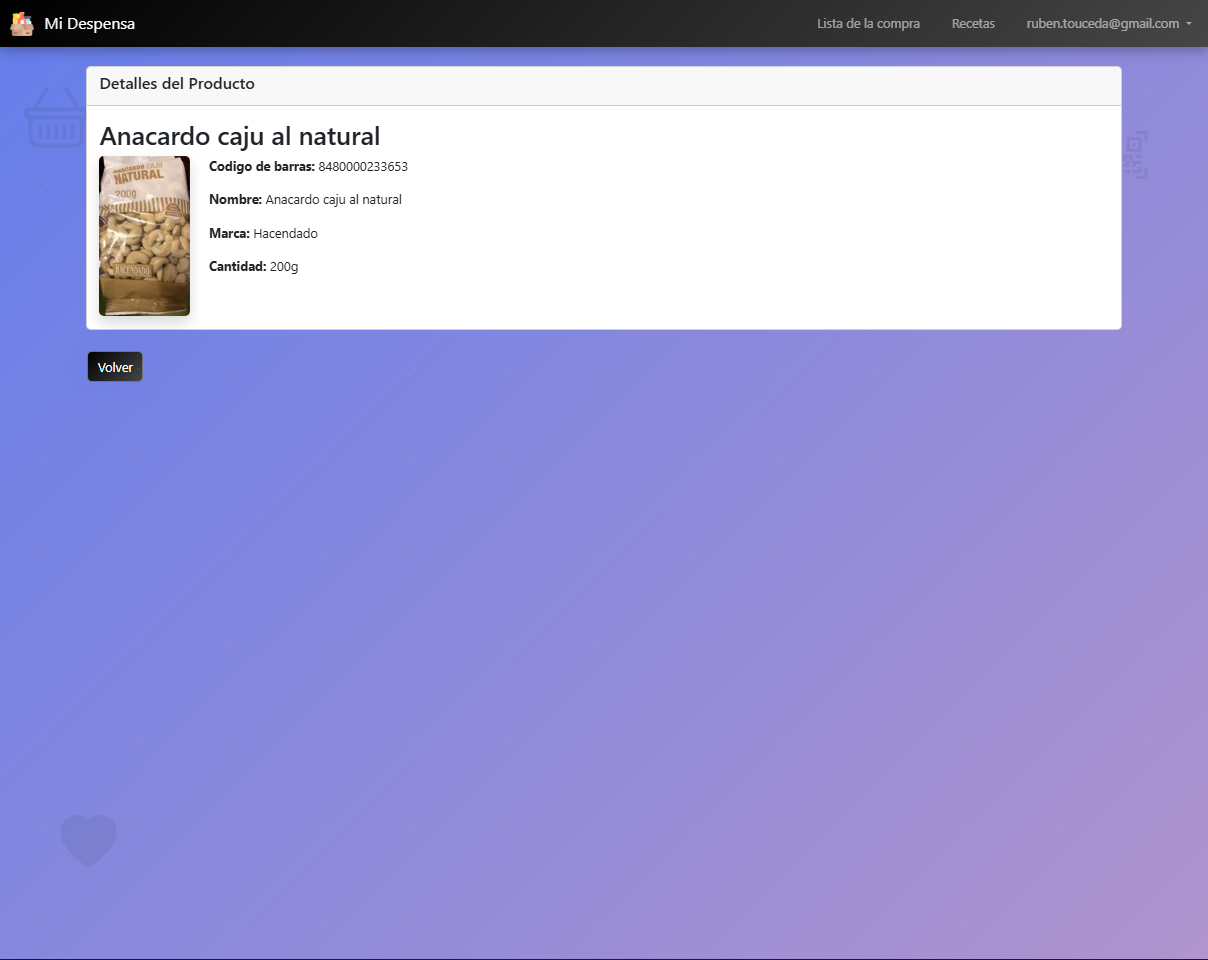 Mi Despensa
Lista de la compra
Recetas
ruben.touceda@gmail.com
Detalles del Producto
Anacardo caju al natural
ANACARDO CAJU
NATURAL
200g
HACENDADO
Codigo de barras: 8480000233653
Nombre: Anacardo caju al natural
Marca: Hacendado
Cantidad: 200g
Volver